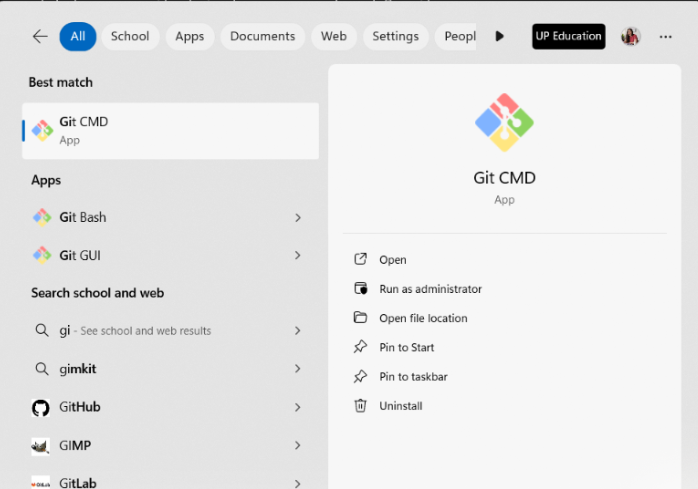 All
School
Apps
Documents
Web
Settings
Peopl
UP Education
Best match
Git CMD
App
Apps
Git Bash
Git GUI
Search school and web
gi - See school and web results
gimkit
GitHub
GIMP
GitLab
Git CMD
App
Open
Run as administrator
Open file location
Pin to Start
Pin to taskbar
Uninstall